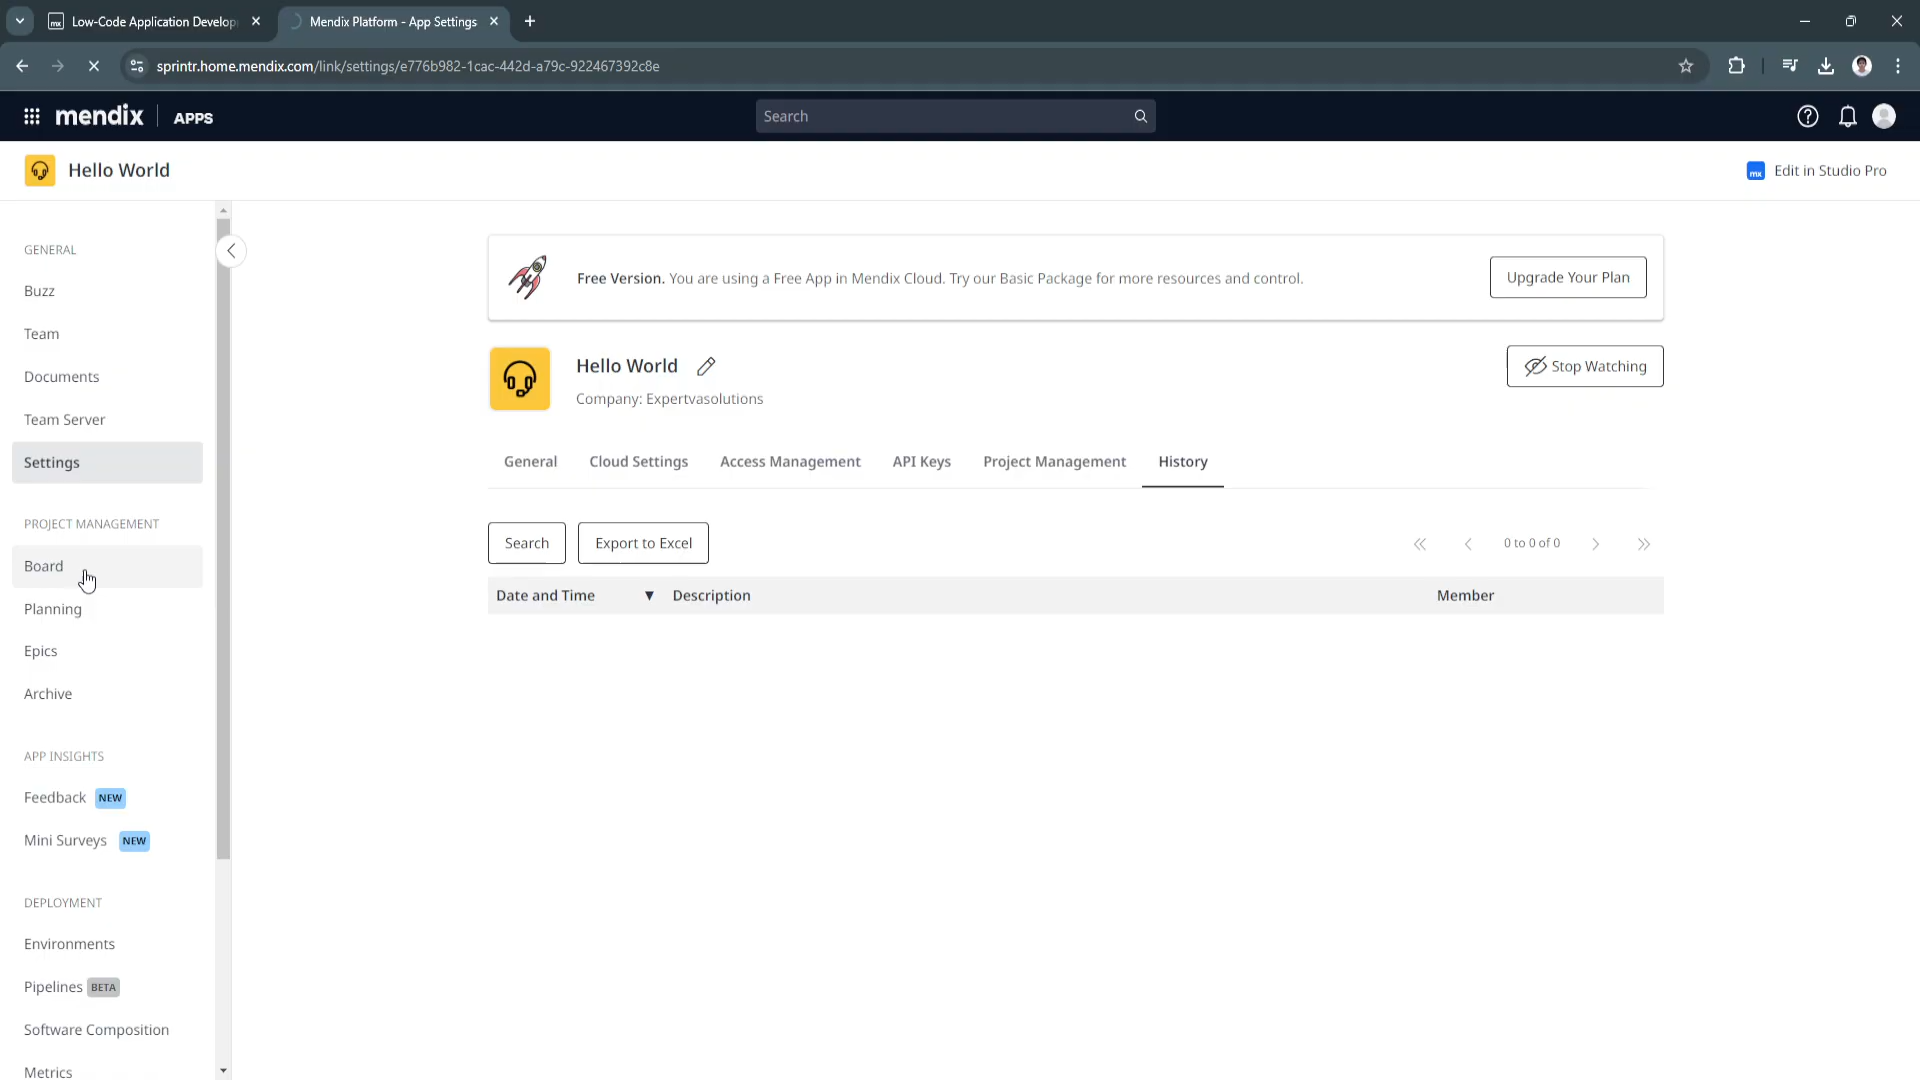 Low-Code Application Develop
Mendix Platform - App Settings
sprintr.home.mendix.com/link/settings/e776b982-1cac-442d-a79c-922467392c8e
mendix
APPS
Search
Hello World
mx Edit in Studio Pro
GENERAL
Buzz
Team
Documents
Team Server
Settings
PROJECT MANAGEMENT
Board
Planning
Epics
Archive
APP INSIGHTS
Feedback NEW
Mini Surveys NEW
DEPLOYMENT
Environments
Pipelines BETA
Software Composition
Metrics
Free Version. You are using a Free App in Mendix Cloud. Try our Basic Package for more resources and control.
Upgrade Your Plan
Hello World
Company: Expertvasolutions
Stop Watching
General Cloud Settings Access Management API Keys Project Management History
Search Export to Excel 0 to 0 of 0
Date and Time ▼ Description Member